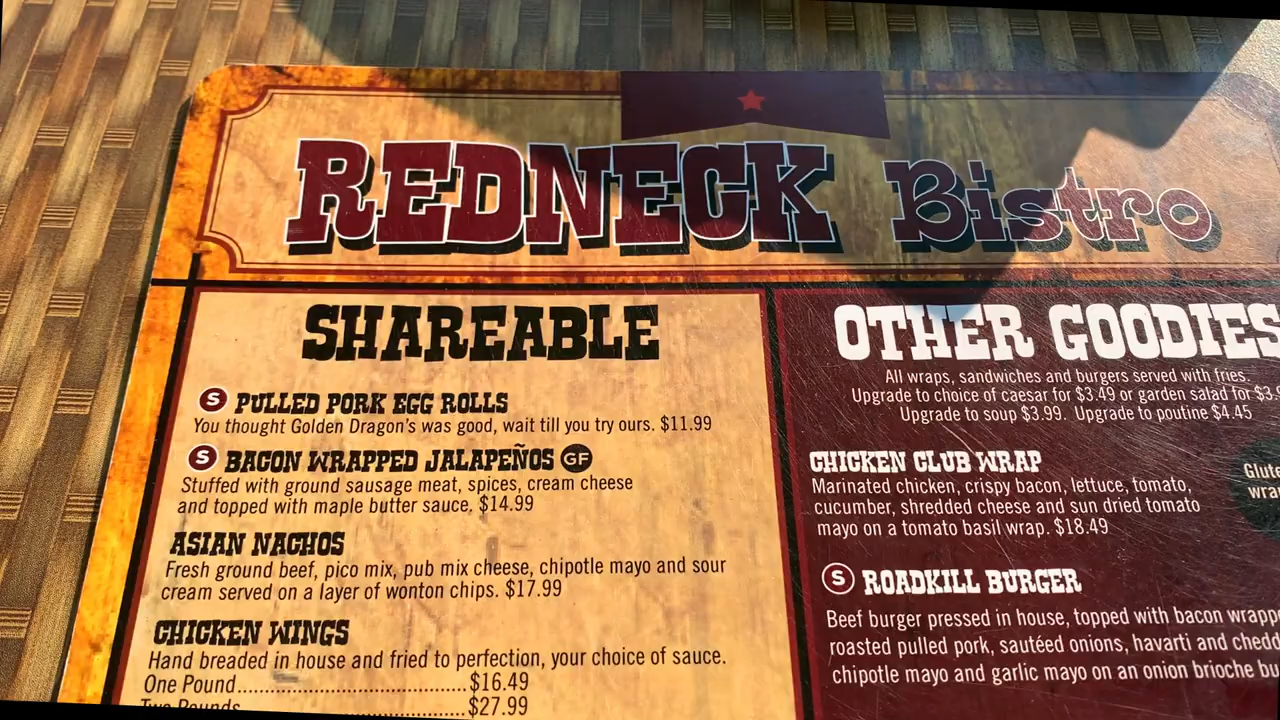 REDNECK Bistro
SHAREABLE
S PULLED PORK EGG ROLLS
You thought Golden Dragon's was good, wait till you try ours. $11.99
S BACON WRAPPED JALAPEÑOS GF
Stuffed with ground sausage meat, spices, cream cheese
and topped with maple butter sauce. $14.99
ASIAN NACHOS
Fresh ground beef, pico mix, pub mix cheese, chipotle mayo and sour
cream served on a layer of wonton chips. $17.99
CHICKEN WINGS
Hand breaded in house and fried to perfection, your choice of sauce.
One Pound.......................................$16.49
Two Pounds.......................................$27.99
OTHER GOODIES
All wraps, sandwiches and burgers served with fries.
Upgrade to choice of caesar for $3.49 or garden salad for
Upgrade to soup $3.99. Upgrade to poutine $4.45
CHICKEN CLUB WRAP
Marinated chicken, crispy bacon, lettuce, tomato,
cucumber, shredded cheese and sun dried tomato
mayo on a tomato basil wrap. $18.49
S ROADKILL BURGER
Beef burger pressed in house, topped with bacon
roasted pulled pork, sautéed onions, havarti and
chipotle mayo and garlic mayo on an onion brioche